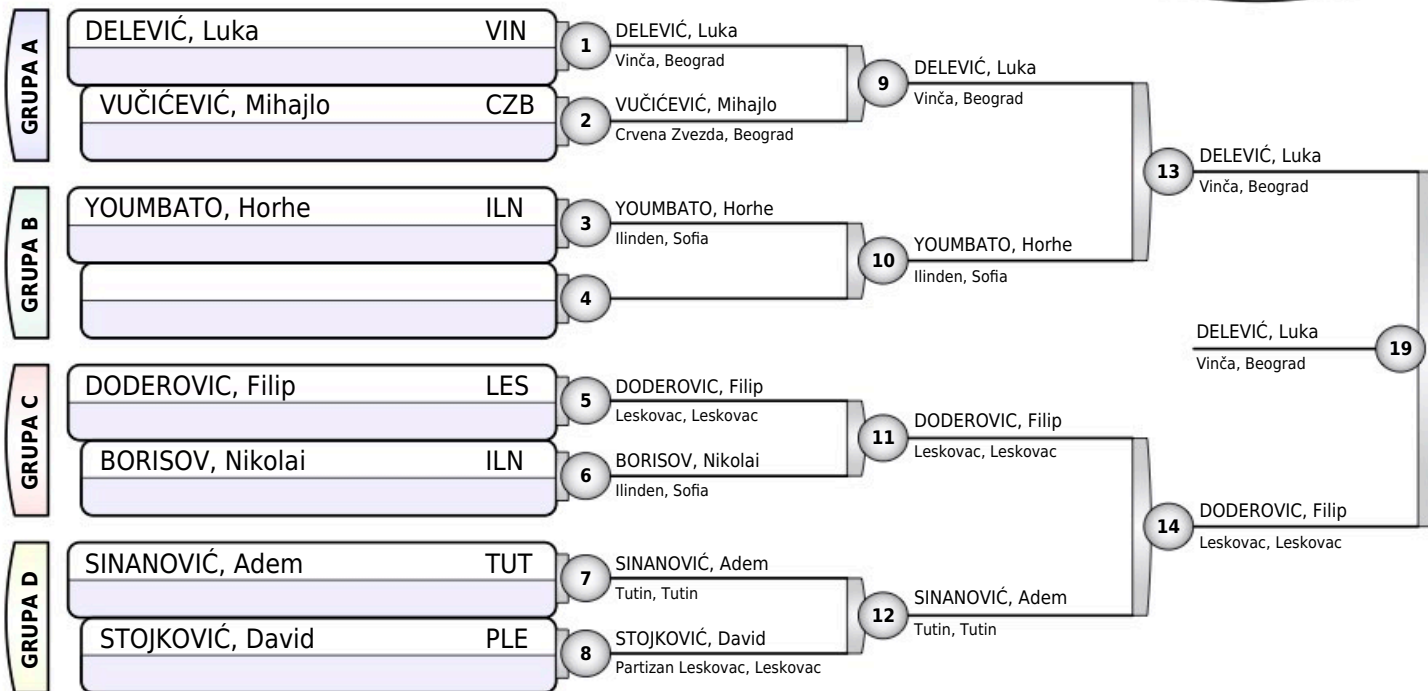 GRUPA A
DELEVIĆ, Luka VIN
VUČIĆEVIĆ, Mihajlo CZB
1
DELEVIĆ, Luka
Vinča, Beograd
2
VUČIĆEVIĆ, Mihajlo
Crvena Zvezda, Beograd
9
DELEVIĆ, Luka
Vinča, Beograd
GRUPA B
YOUMBATO, Horhe ILN
3
YOUMBATO, Horhe
Ilinden, Sofia
4
10
YOUMBATO, Horhe
Ilinden, Sofia
13
DELEVIĆ, Luka
Vinča, Beograd
GRUPA C
DODEROVIC, Filip LES
BORISOV, Nikolai ILN
5
DODEROVIC, Filip
Leskovac, Leskovac
6
BORISOV, Nikolai
Ilinden, Sofia
11
DODEROVIC, Filip
Leskovac, Leskovac
GRUPA D
SINANOVIĆ, Adem TUT
STOJKOVIĆ, David PLE
7
SINANOVIĆ, Adem
Tutin, Tutin
8
STOJKOVIĆ, David
Partizan Leskovac, Leskovac
12
SINANOVIĆ, Adem
Tutin, Tutin
14
DODEROVIC, Filip
Leskovac, Leskovac
DELEVIĆ, Luka
Vinča, Beograd
19